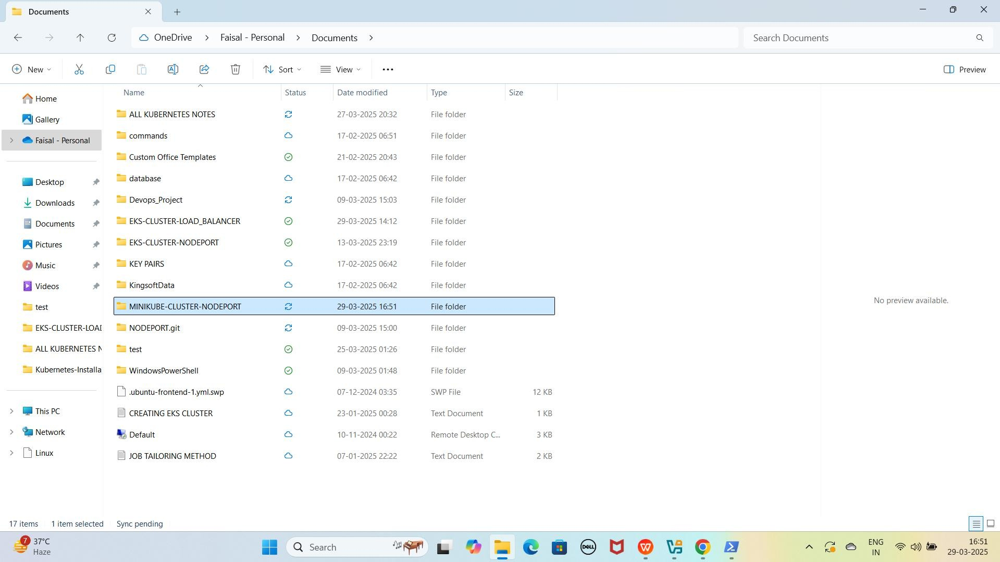 Documents
OneDrive > Faisal - Personal > Documents >
Search Documents
New
Sort
View
Preview
Name Status Date modified Type Size
Home
Gallery
Faisal - Personal
Desktop
Downloads
Documents
Pictures
Music
Videos
test
EKS-CLUSTER-LOAD
ALL KUBERNETES N
Kubernetes-Installa
This PC
Network
Linux
ALL KUBERNETES NOTES 27-03-2025 20:32 File folder
commands 17-02-2025 06:51 File folder
Custom Office Templates 21-02-2025 20:43 File folder
database 17-02-2025 06:42 File folder
Devops_Project 09-03-2025 15:03 File folder
EKS-CLUSTER-LOAD_BALANCER 29-03-2025 14:12 File folder
EKS-CLUSTER-NODEPORT 13-03-2025 23:19 File folder
KEY PAIRS 17-02-2025 06:42 File folder
KingsoftData 17-02-2025 06:42 File folder
MINIKUBE-CLUSTER-NODEPORT 29-03-2025 16:51 File folder
NODEPORT.git 09-03-2025 15:00 File folder
test 25-03-2025 01:26 File folder
WindowsPowerShell 09-03-2025 01:48 File folder
.ubuntu-frontend-1.yml.swp 07-12-2024 03:35 SWP File 12 KB
CREATING EKS CLUSTER 23-01-2025 00:28 Text Document 1 KB
Default 10-11-2024 00:22 Remote Desktop C... 3 KB
JOB TAILORING METHOD 07-01-2025 22:22 Text Document 2 KB
No preview available.
17 items 1 item selected Sync pending
7
37°C
Haze
Search
DELL
ENG
IN
16:51
29-03-2025